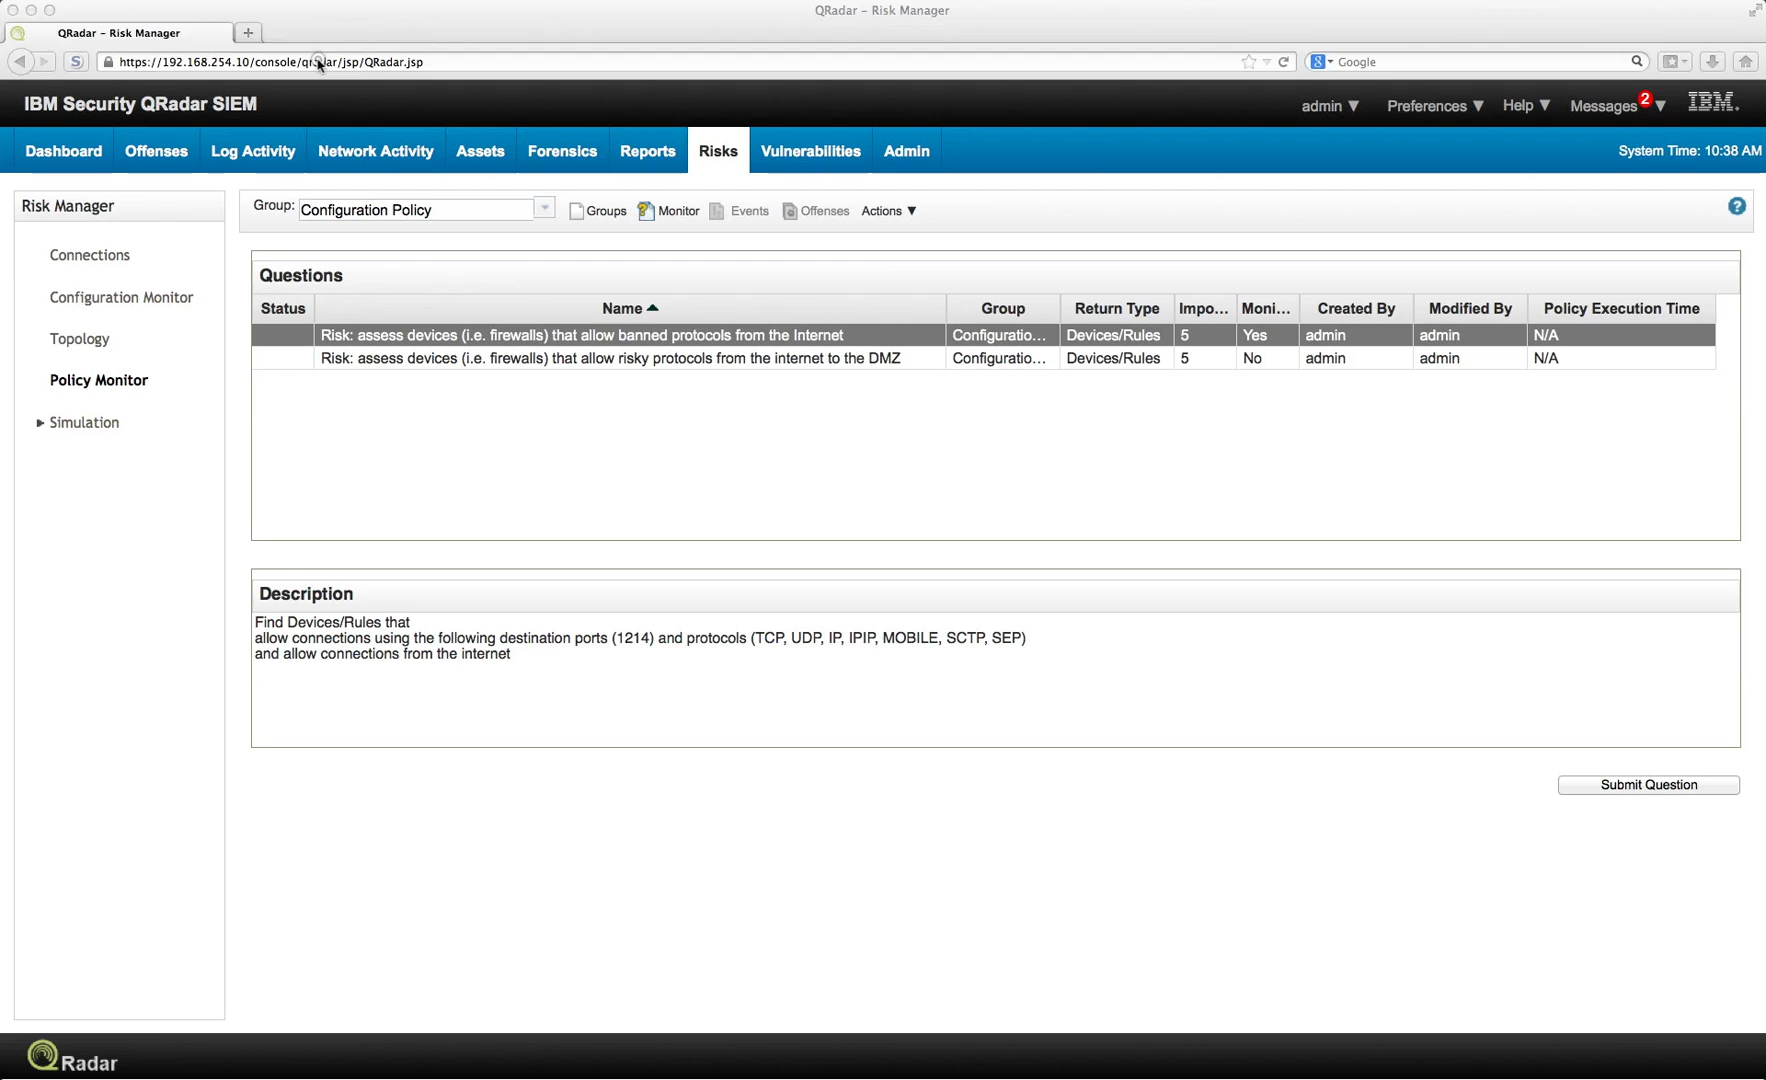 QRadar – Risk Manager
QRadar – Risk Manager
+
S https://192.168.254.10/console/qradar/jsp/QRadar.jsp
8 Google
IBM Security QRadar SIEM
admin ▼ Preferences ▼ Help ▼ Messages 2 ▼ IBM.
Dashboard Offenses Log Activity Network Activity Assets Forensics Reports Risks Vulnerabilities Admin System Time: 10:38 AM
Risk Manager
Connections
Configuration Monitor
Topology
Policy Monitor
Simulation
Group: Configuration Policy Groups Monitor Events Offenses Actions ▼ ?
Questions
Status Name Group Return Type Impo... Moni... Created By Modified By Policy Execution Time
Risk: assess devices (i.e. firewalls) that allow banned protocols from the Internet Configuratio... Devices/Rules 5 Yes admin admin N/A
Risk: assess devices (i.e. firewalls) that allow risky protocols from the internet to the DMZ Configuratio... Devices/Rules 5 No admin admin N/A
Description
Find Devices/Rules that
allow connections using the following destination ports (1214) and protocols (TCP, UDP, IP, IPIP, MOBILE, SCTP, SEP)
and allow connections from the internet
Submit Question
QRadar